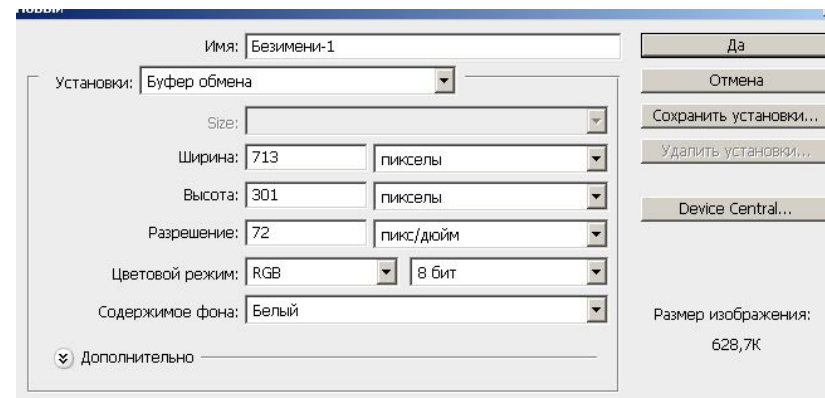 Новый
Имя: Безимени-1
Да
Установки: Буфер обмена
Отмена
Size:
Сохранить установки...
Ширина: 713 пикселы
Удалить установки...
Высота: 301 пикселы
Device Central...
Разрешение: 72 пикс/дюйм
Цветовой режим: RGB 8 бит
Содержимое фона: Белый
Размер изображения:
628,7K
Дополнительно